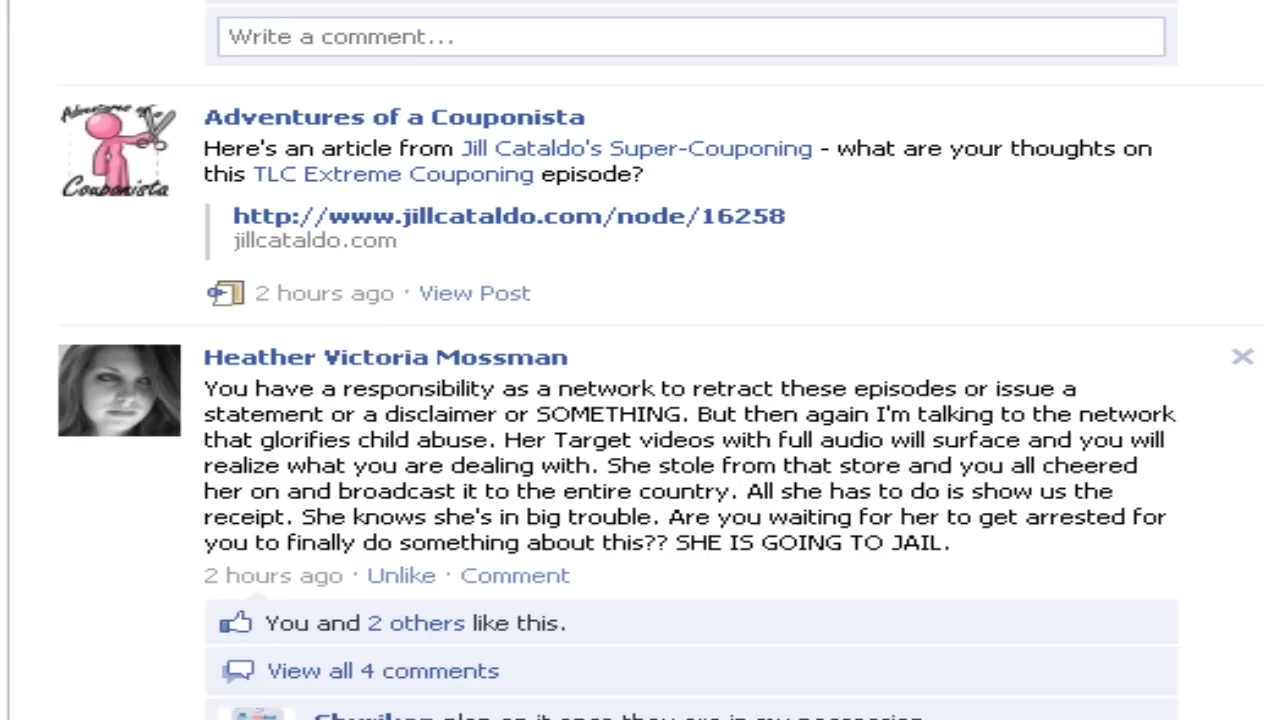 Write a comment...
Adventures of a
Couponista
Adventures of a Couponista
Here's an article from Jill Cataldo's Super-Couponing - what are your thoughts on
this TLC Extreme Couponing episode?
http://www.jillcataldo.com/node/16258
jillcataldo.com
2 hours ago · View Post
Heather Victoria Mossman
You have a responsibility as a network to retract these episodes or issue a
statement or a disclaimer or SOMETHING. But then again I'm talking to the network
that glorifies child abuse. Her Target videos with full audio will surface and you will
realize what you are dealing with. She stole from that store and you all cheered
her on and broadcast it to the entire country. All she has to do is show us the
receipt. She knows she's in big trouble. Are you waiting for her to get arrested for
you to finally do something about this?? SHE IS GOING TO JAIL.
2 hours ago · Unlike · Comment
You and 2 others like this.
View all 4 comments